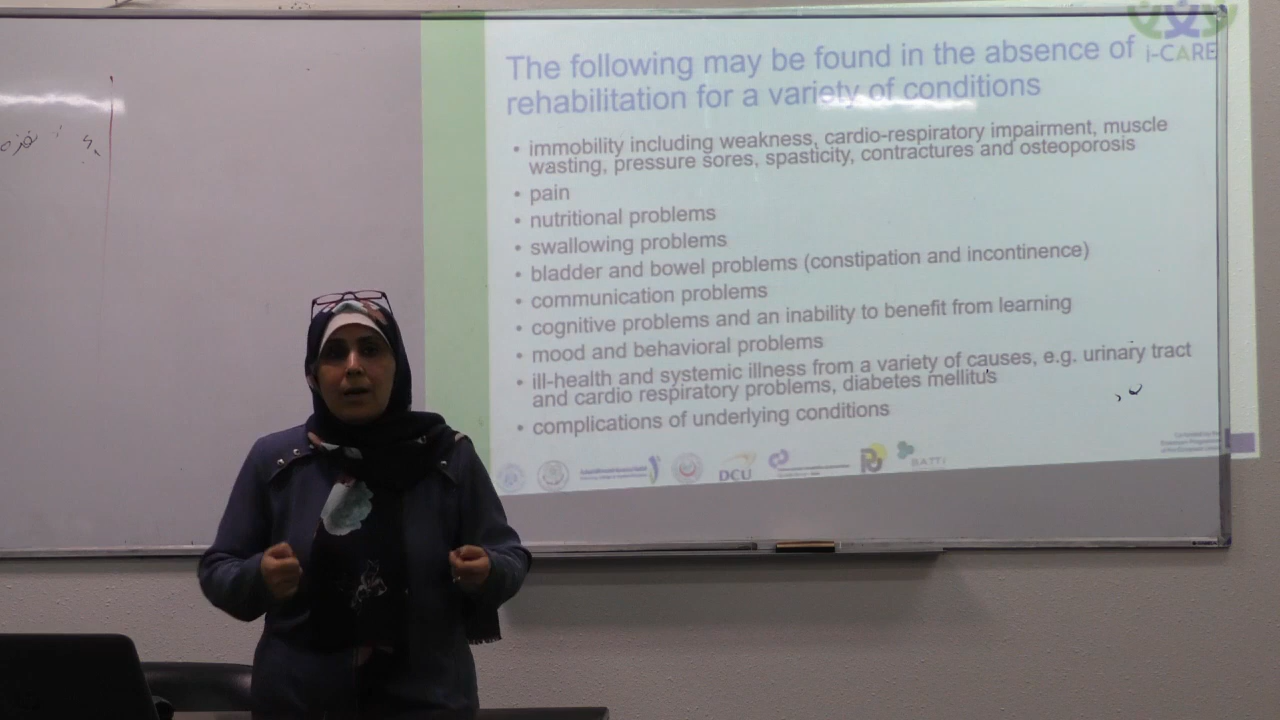 i-CARE
The following may be found in the absence of
rehabilitation for a variety of conditions
• immobility including weakness, cardio-respiratory impairment, muscle
wasting, pressure sores, spasticity, contractures and osteoporosis
• pain
• nutritional problems
• swallowing problems
• bladder and bowel problems (constipation and incontinence)
• communication problems
• cognitive problems and an inability to benefit from learning
• mood and behavioral problems
• ill-health and systemic illness from a variety of causes, e.g. urinary tract
and cardio respiratory problems, diabetes mellitus
• complications of underlying conditions
DCU